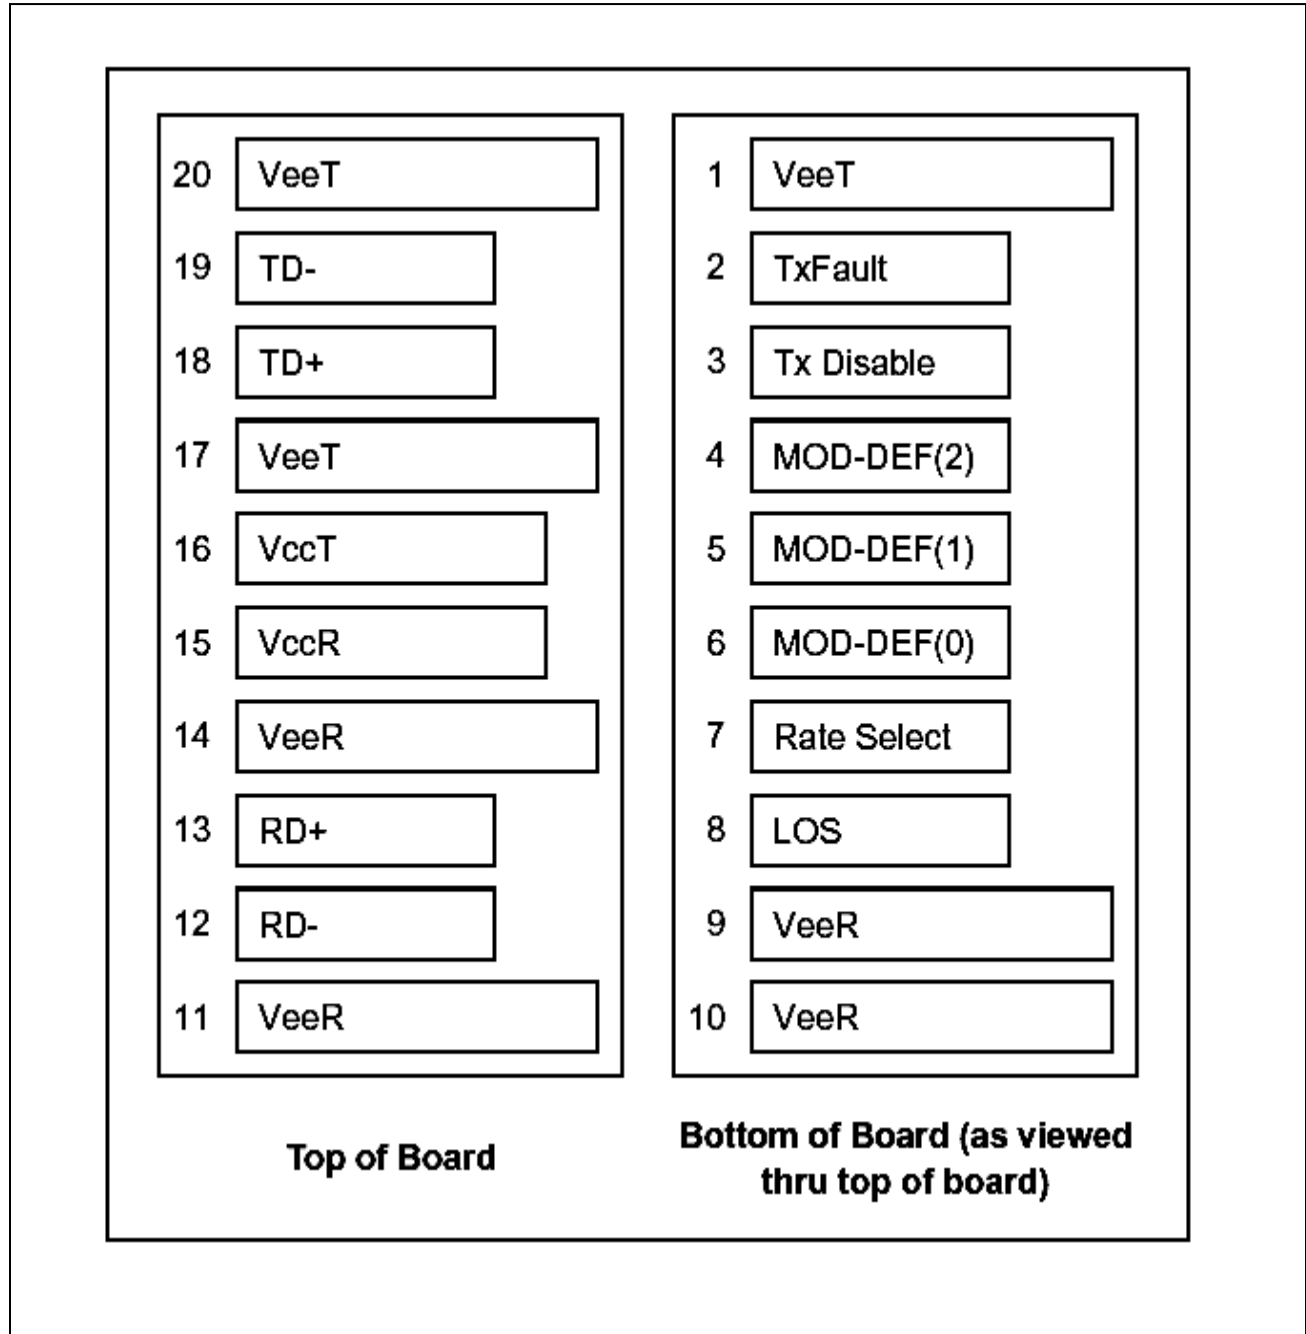 20 VeeT
19 TD-
18 TD+
17 VeeT
16 VccT
15 VccR
14 VeeR
13 RD+
12 RD-
11 VeeR
Top of Board
1 VeeT
2 TxFault
3 Tx Disable
4 MOD-DEF(2)
5 MOD-DEF(1)
6 MOD-DEF(0)
7 Rate Select
8 LOS
9 VeeR
10 VeeR
Bottom of Board (as viewed
thru top of board)